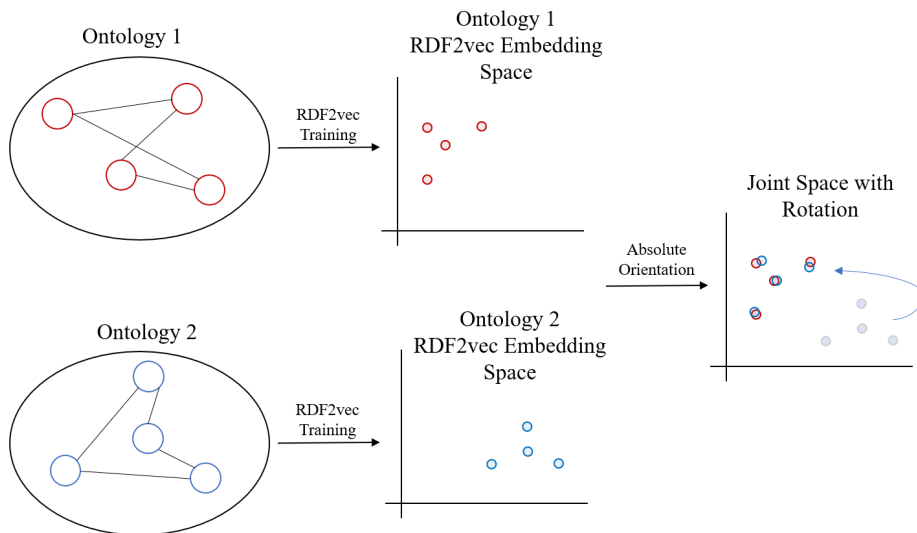 Ontology 1
RDF2vec
Training
Ontology 1
RDF2vec Embedding
Space
Ontology 2
RDF2vec
Training
Ontology 2
RDF2vec Embedding
Space
Absolute
Orientation
Joint Space with
Rotation